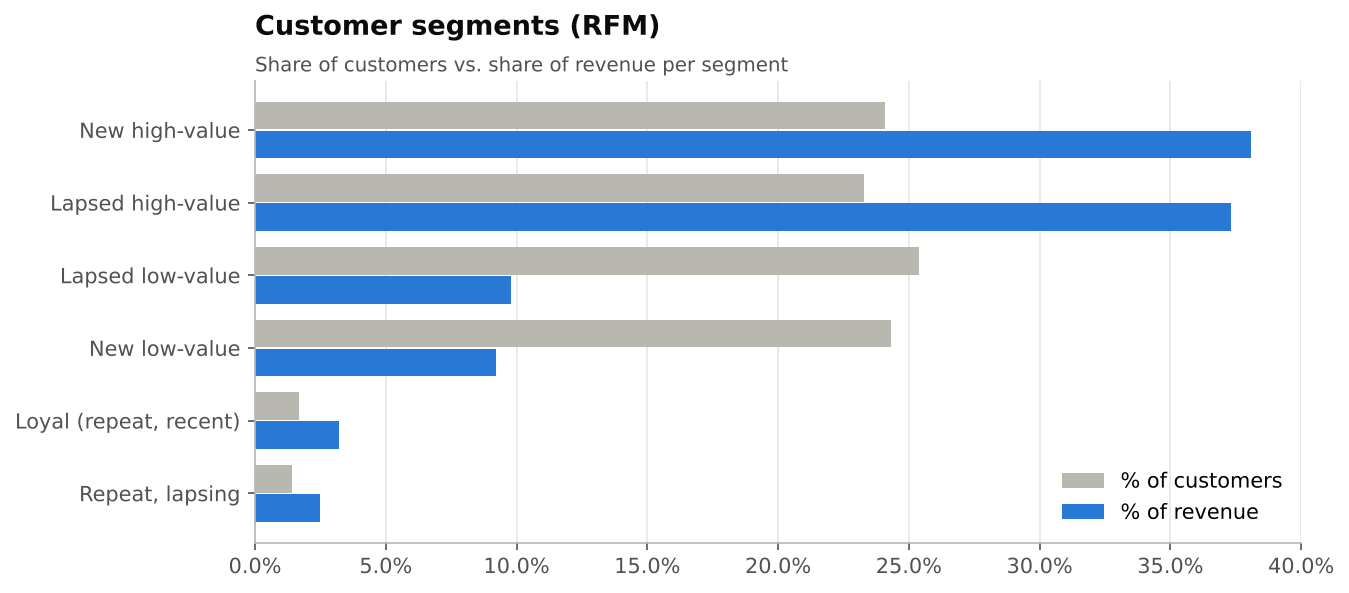 Customer segments (RFM)
Share of customers vs. share of revenue per segment
New high-value
Lapsed high-value
Lapsed low-value
New low-value
Loyal (repeat, recent)
Repeat, lapsing
% of customers
% of revenue
0.0% 5.0% 10.0% 15.0% 20.0% 25.0% 30.0% 35.0% 40.0%